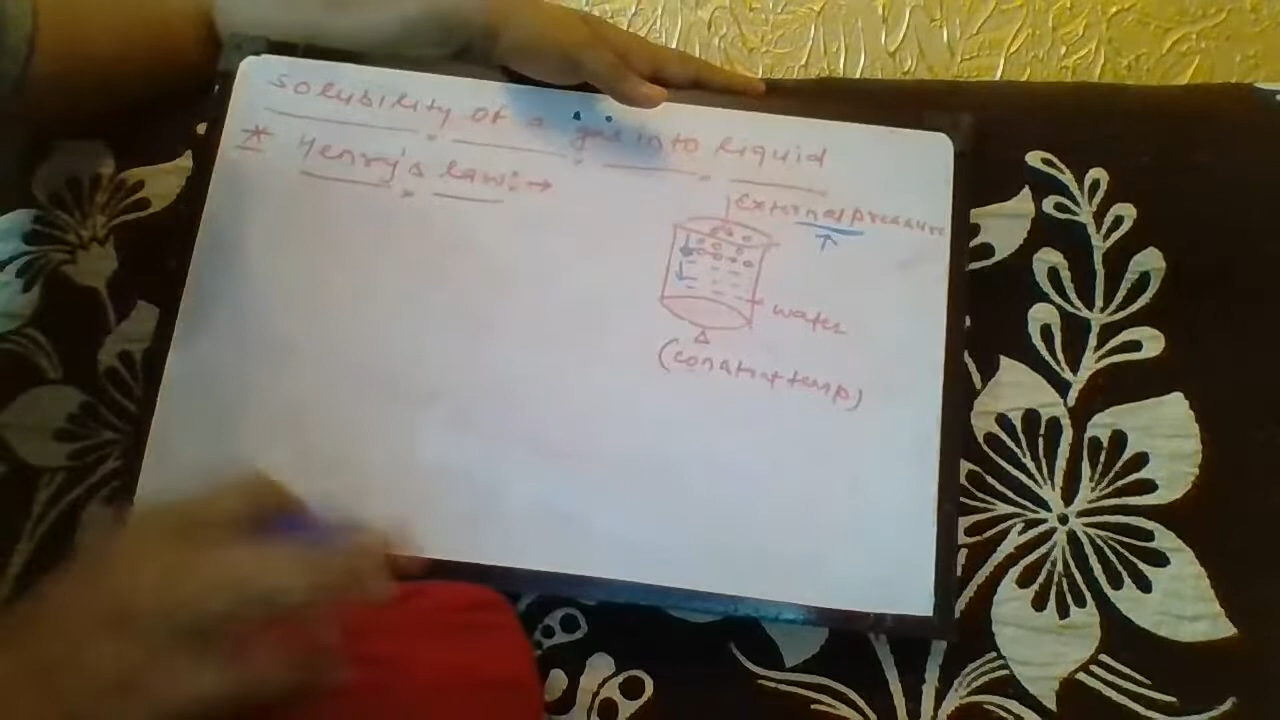 Solubility of a gas into liquid
* Henry's law:→
External pressure
water
(constant temp)